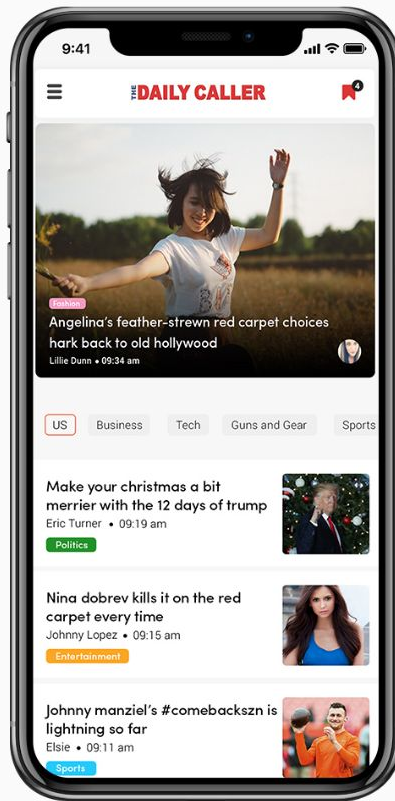 9:41
THE DAILY CALLER
4
Fashion
Angelina's feather-strewn red carpet choices
hark back to old hollywood
Lillie Dunn • 09:34 am
US Business Tech Guns and Gear Sports
Make your christmas a bit
merrier with the 12 days of trump
Eric Turner • 09:19 am
Politics
Nina dobrev kills it on the red
carpet every time
Johnny Lopez • 09:15 am
Entertainment
Johnny manziel's #comebackszn is
lightning so far
Elsie • 09:11 am
Sports